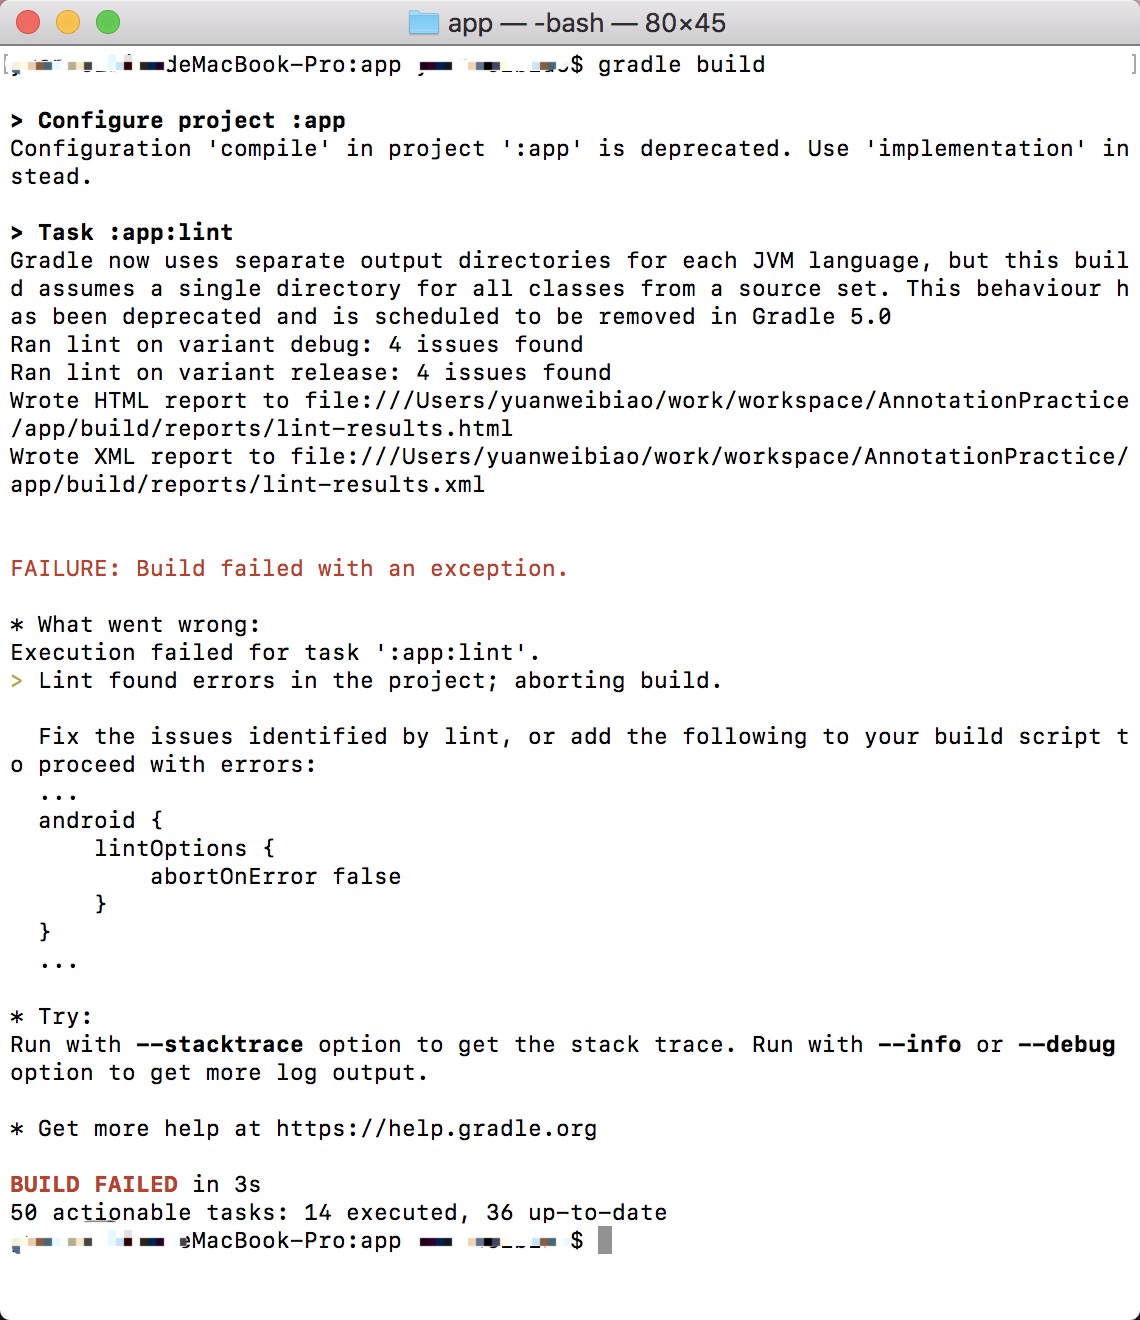 app — -bash — 80×45
deMacBook-Pro:app $ gradle build
> Configure project :app
Configuration 'compile' in project ':app' is deprecated. Use 'implementation' in
stead.
> Task :app:lint
Gradle now uses separate output directories for each JVM language, but this buil
d assumes a single directory for all classes from a source set. This behaviour h
as been deprecated and is scheduled to be removed in Gradle 5.0
Ran lint on variant debug: 4 issues found
Ran lint on variant release: 4 issues found
Wrote HTML report to file:///Users/yuanweibiao/work/workspace/AnnotationPractice
/app/build/reports/lint-results.html
Wrote XML report to file:///Users/yuanweibiao/work/workspace/AnnotationPractice/
app/build/reports/lint-results.xml
FAILURE: Build failed with an exception.
* What went wrong:
Execution failed for task ':app:lint'.
> Lint found errors in the project; aborting build.
Fix the issues identified by lint, or add the following to your build script t
o proceed with errors:
...
android {
lintOptions {
abortOnError false
}
}
...
* Try:
Run with --stacktrace option to get the stack trace. Run with --info or --debug
option to get more log output.
* Get more help at https://help.gradle.org
BUILD FAILED in 3s
50 actionable tasks: 14 executed, 36 up-to-date
eMacBook-Pro:app $